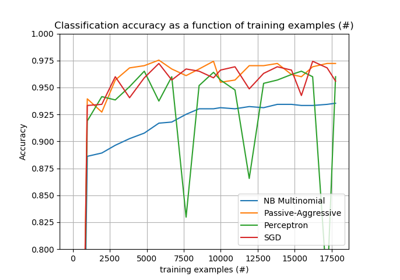 Classification accuracy as a function of training examples (#)
1.000
0.975
0.950
0.925
0.900
0.875
0.850
0.825
0.800
Accuracy
NB Multinomial
Passive-Aggressive
Perceptron
SGD
0 2500 5000 7500 10000 12500 15000 17500
training examples (#)